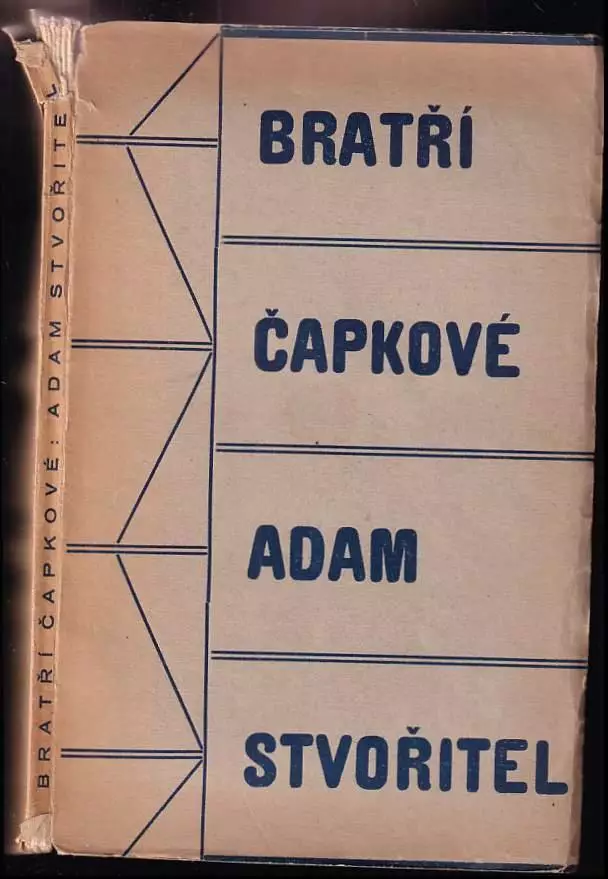 BRATŘÍ
ČAPKOVÉ
ADAM
STVOŘITEL
BRATŘÍ ČAPKOVÉ: ADAM STVOŘITEL